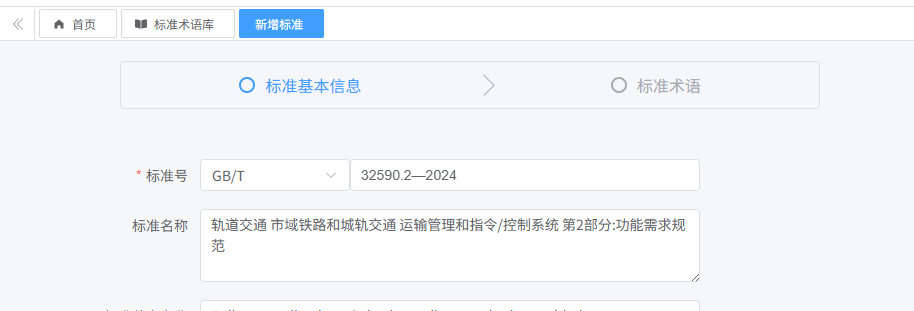 首页
标准术语库
新增标准
标准基本信息
标准术语
* 标准号
GB/T
32590.2—2024
标准名称
轨道交通 市域铁路和城轨交通 运输管理和指令/控制系统 第2部分:功能需求规
范